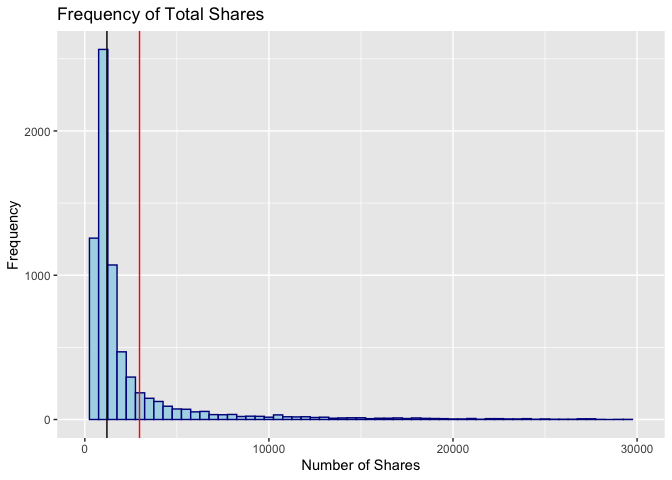 Frequency of Total Shares
Frequency
2000
1000
0
0 10000 20000 30000
Number of Shares